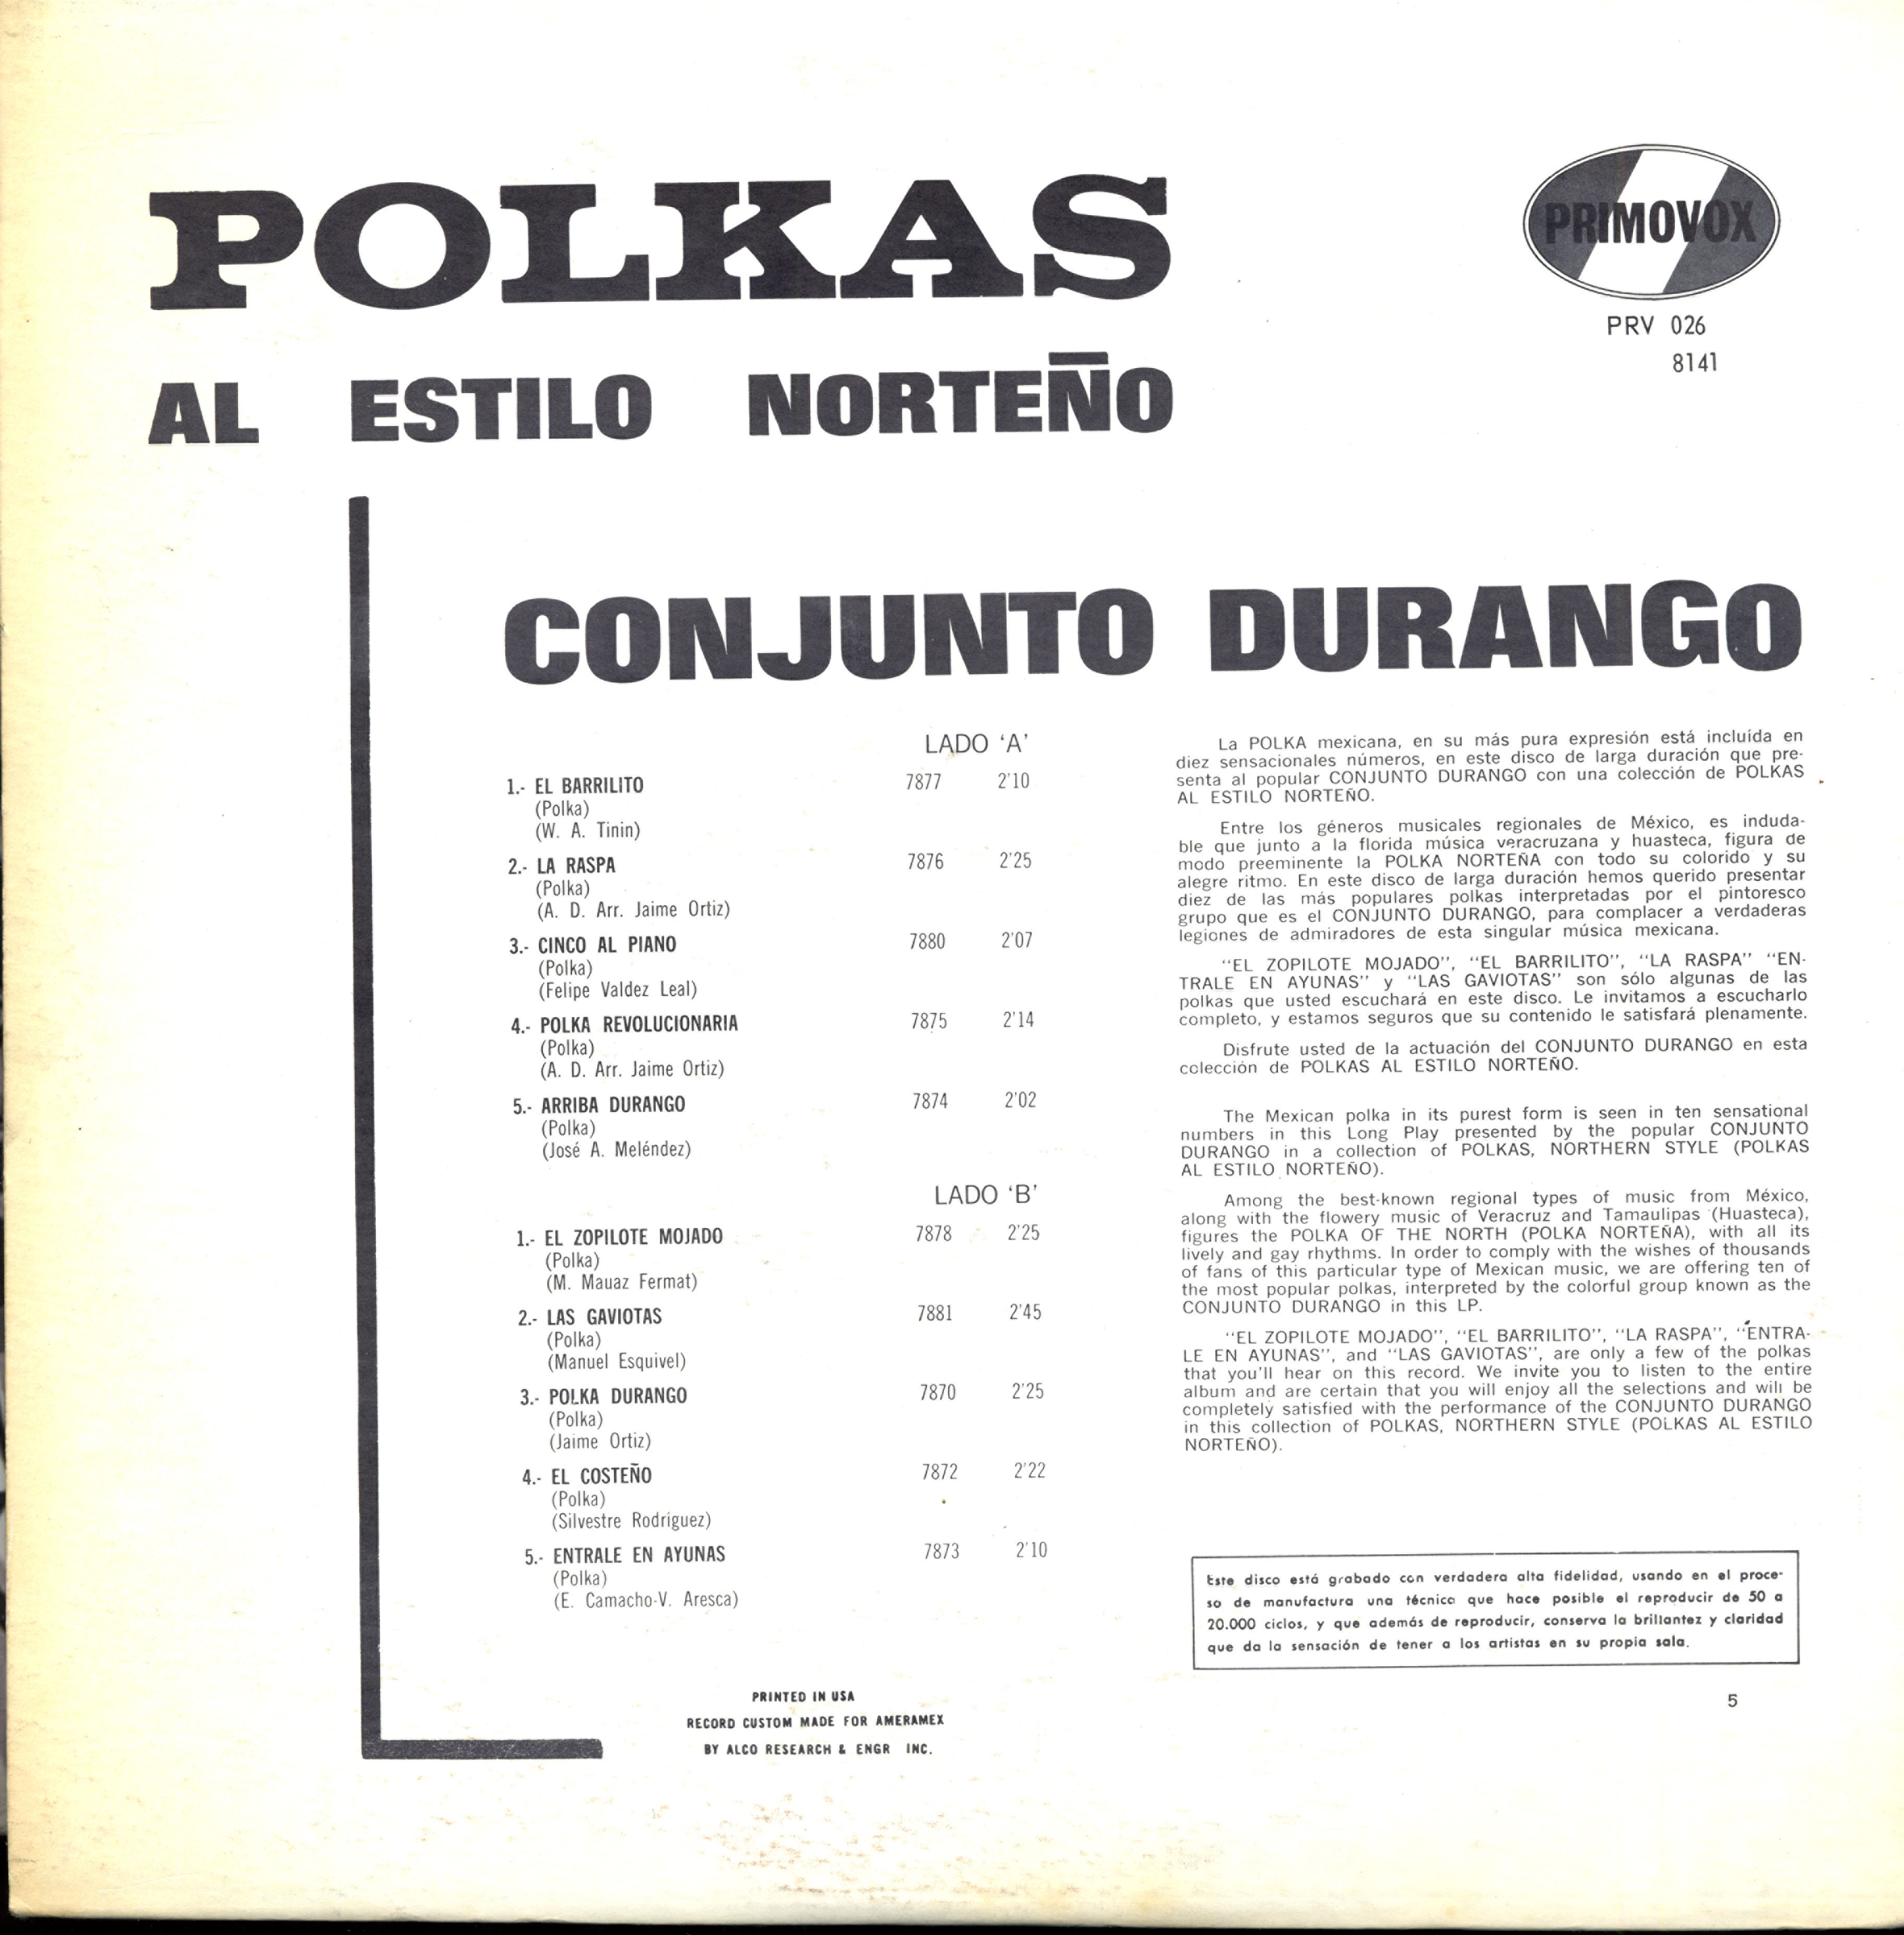 POLKAS
AL ESTILO NORTEÑO
PRIMOVOX
PRV 026
8141
CONJUNTO DURANGO
LADO ‘A’
1.- EL BARRILITO 7877 2'10
(Polka)
(W. A. Tinin)
2.- LA RASPA 7876 2'25
(Polka)
(A. D. Arr. Jaime Ortiz)
3.- CINCO AL PIANO 7880 2'07
(Polka)
(Felipe Valdez Leal)
4.- POLKA REVOLUCIONARIA 7875 2'14
(Polka)
(A. D. Arr. Jaime Ortiz)
5.- ARRIBA DURANGO 7874 2'02
(Polka)
(José A. Meléndez)
LADO ‘B’
1.- EL ZOPILOTE MOJADO 7878 2'25
(Polka)
(M. Mauaz Fermat)
2.- LAS GAVIOTAS 7881 2'45
(Polka)
(Manuel Esquivel)
3.- POLKA DURANGO 7870 2'25
(Polka)
(Jaime Ortiz)
4.- EL COSTEÑO 7872 2'22
(Polka)
(Silvestre Rodríguez)
5.- ENTRALE EN AYUNAS 7873 2'10
(Polka)
(E. Camacho-V. Aresca)
La POLKA mexicana, en su más pura expresión está incluída en
diez sensacionales números, en este disco de larga duración que pre-
senta al popular CONJUNTO DURANGO con una colección de POLKAS
AL ESTILO NORTEÑO.
Entre los géneros musicales regionales de México, es induda-
ble que junto a la florida música veracruzana y huasteca, figura de
modo preeminente la POLKA NORTEÑA con todo su colorido y su
alegre ritmo. En este disco de larga duración hemos querido presentar
diez de las más populares polkas interpretadas por el pintoresco
grupo que es el CONJUNTO DURANGO, para complacer a verdaderas
legiones de admiradores de esta singular música mexicana.
“EL ZOPILOTE MOJADO”, “EL BARRILITO”, “LA RASPA” “EN-
TRALE EN AYUNAS” y “LAS GAVIOTAS” son sólo algunas de las
polkas que usted escuchará en este disco. Le invitamos a escucharlo
completo, y estamos seguros que su contenido le satisfará plenamente.
Disfrute usted de la actuación del CONJUNTO DURANGO en esta
colección de POLKAS AL ESTILO NORTEÑO.
The Mexican polka in its purest form is seen in ten sensational
numbers in this Long Play presented by the popular CONJUNTO
DURANGO in a collection of POLKAS, NORTHERN STYLE (POLKAS
AL ESTILO NORTEÑO).
Among the best-known regional types of music from México,
along with the flowery music of Veracruz and Tamaulipas (Huasteca),
figures the POLKA OF THE NORTH (POLKA NORTEÑA), with all its
lively and gay rhythms. In order to comply with the wishes of thousands
of fans of this particular type of Mexican music, we are offering ten of
the most popular polkas, interpreted by the colorful group known as the
CONJUNTO DURANGO in this LP.
“EL ZOPILOTE MOJADO”, “EL BARRILITO”, “LA RASPA”, “ENTRA-
LE EN AYUNAS”, and “LAS GAVIOTAS”, are only a few of the polkas
that you'll hear on this record. We invite you to listen to the entire
album and are certain that you will enjoy all the selections and will be
completely satisfied with the performance of the CONJUNTO DURANGO
in this collection of POLKAS, NORTHERN STYLE (POLKAS AL ESTILO
NORTEÑO).
Este disco está grabado con verdadera alta fidelidad, usando en el proce-
so de manufactura una técnica que hace posible el reproducir de 50 a
20.000 ciclos, y que además de reproducir, conserva la brillantez y claridad
que da la sensación de tener a los artistas en su propia sala.
5
PRINTED IN USA
RECORD CUSTOM MADE FOR AMERAMEX
BY ALCO RESEARCH & ENGR INC.